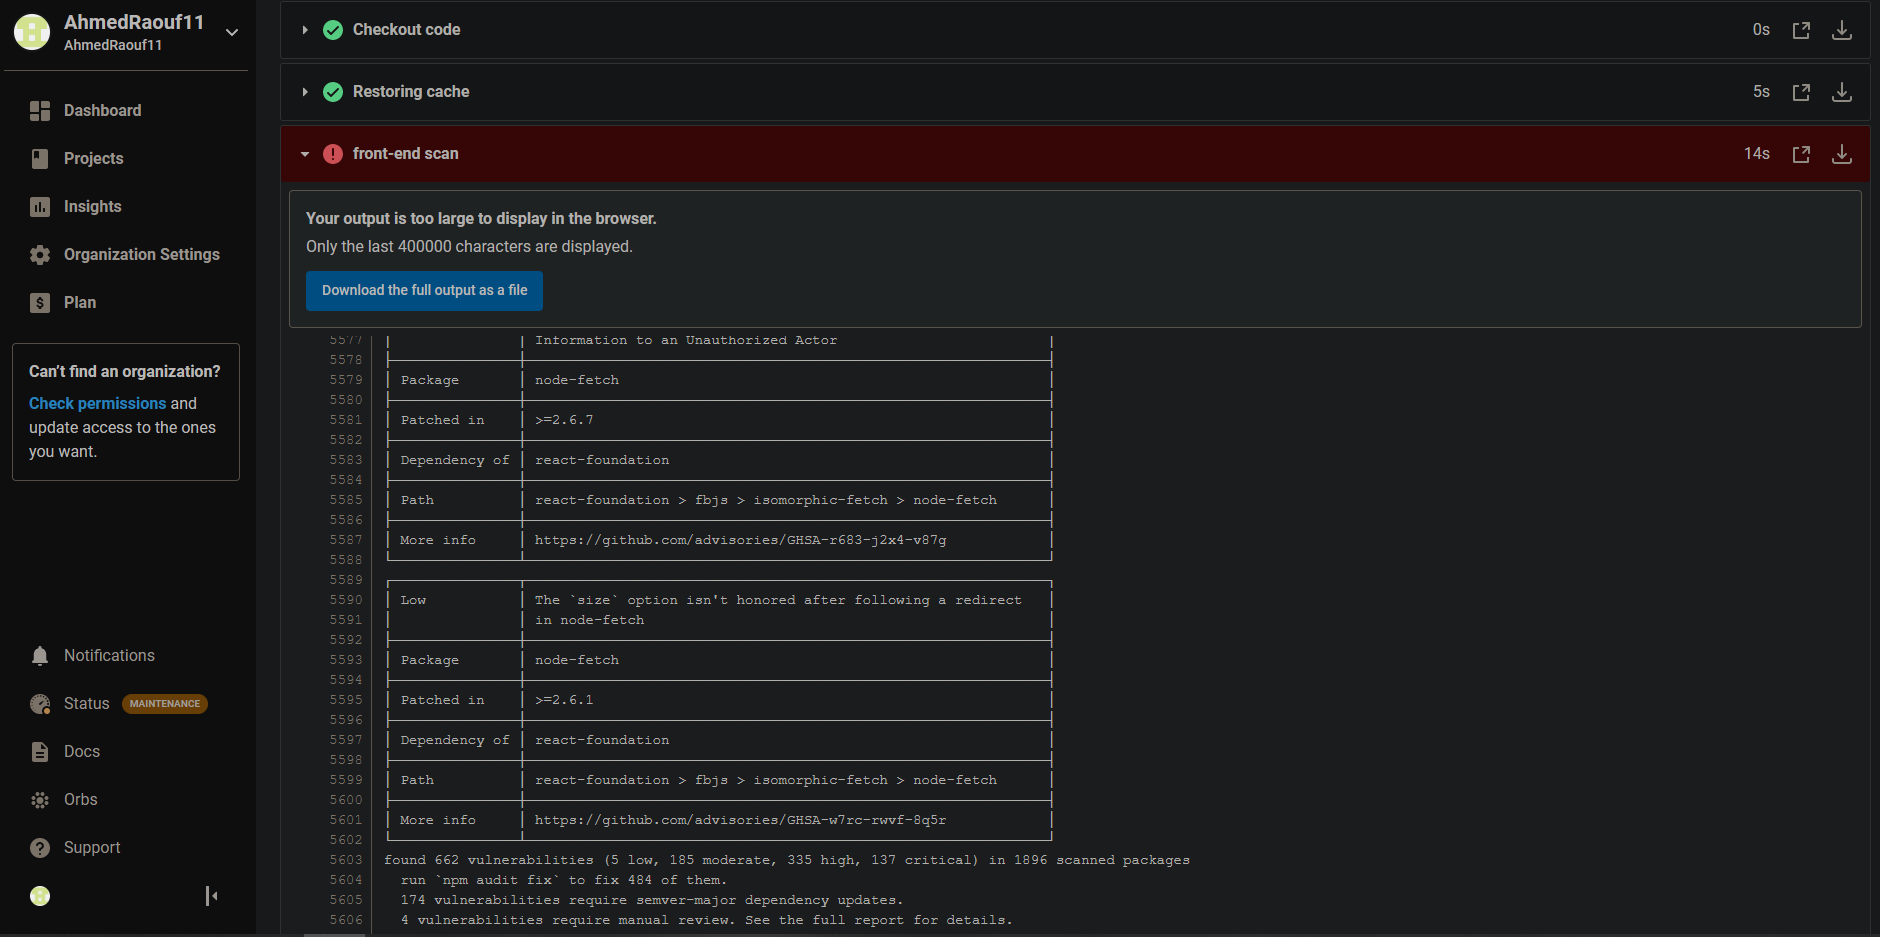 AhmedRaouf11
AhmedRaouf11
Dashboard
Projects
Insights
Organization Settings
Plan
Can't find an organization?
Check permissions and
update access to the ones
you want.
Notifications
Status MAINTENANCE
Docs
Orbs
Support
Checkout code 0s
Restoring cache 5s
front-end scan 14s
Your output is too large to display in the browser.
Only the last 400000 characters are displayed.
Download the full output as a file
5577 Information to an Unauthorized Actor
5578
5579 Package node-fetch
5580
5581 Patched in >=2.6.7
5582
5583 Dependency of react-foundation
5584
5585 Path react-foundation > fbjs > isomorphic-fetch > node-fetch
5586
5587 More info https://github.com/advisories/GHSA-r683-j2x4-v87g
5588
5589
5590 Low The `size` option isn't honored after following a redirect
5591 in node-fetch
5592
5593 Package node-fetch
5594
5595 Patched in >=2.6.1
5596
5597 Dependency of react-foundation
5598
5599 Path react-foundation > fbjs > isomorphic-fetch > node-fetch
5600
5601 More info https://github.com/advisories/GHSA-w7rc-rwvf-8q5r
5602
5603 found 662 vulnerabilities (5 low, 185 moderate, 335 high, 137 critical) in 1896 scanned packages
5604 run `npm audit fix` to fix 484 of them.
5605 174 vulnerabilities require semver-major dependency updates.
5606 4 vulnerabilities require manual review. See the full report for details.